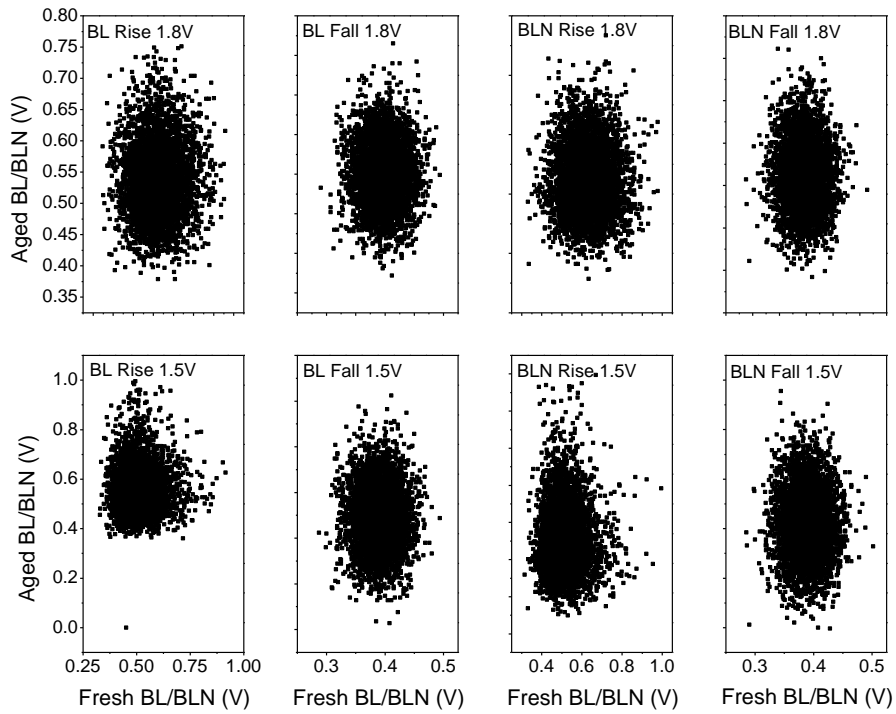 BL Rise 1.8V
BL Fall 1.8V
BLN Rise 1.8V
BLN Fall 1.8V
0.80
0.75
0.70
0.65
0.60
0.55
0.50
0.45
0.40
0.35
Aged BL/BLN (V)
BL Rise 1.5V
BL Fall 1.5V
BLN Rise 1.5V
BLN Fall 1.5V
1.0
0.8
0.6
0.4
0.2
0.0
Aged BL/BLN (V)
0.25 0.50 0.75 1.00
0.3 0.4 0.5
0.4 0.6 0.8 1.0
0.3 0.4 0.5
Fresh BL/BLN (V)
Fresh BL/BLN (V)
Fresh BL/BLN (V)
Fresh BL/BLN (V)